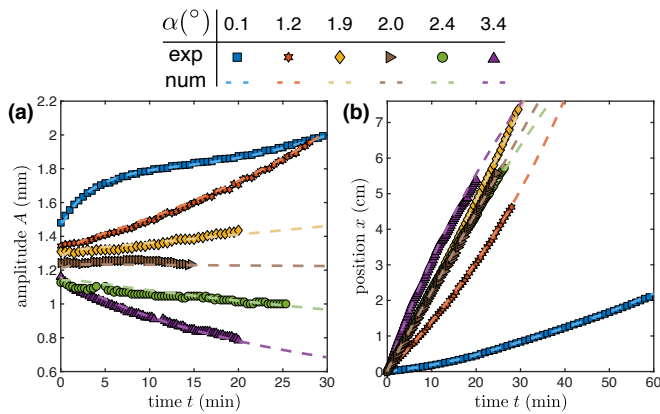 α(°) 0.1 1.2 1.9 2.0 2.4 3.4
exp
num
(a)
2.2
2
1.8
1.6
1.4
1.2
1
0.8
0.6
amplitude A (mm)
0 5 10 15 20 25 30
time t (min)
(b)
7
6
5
4
3
2
1
0
position x (cm)
0 10 20 30 40 50 60
time t (min)